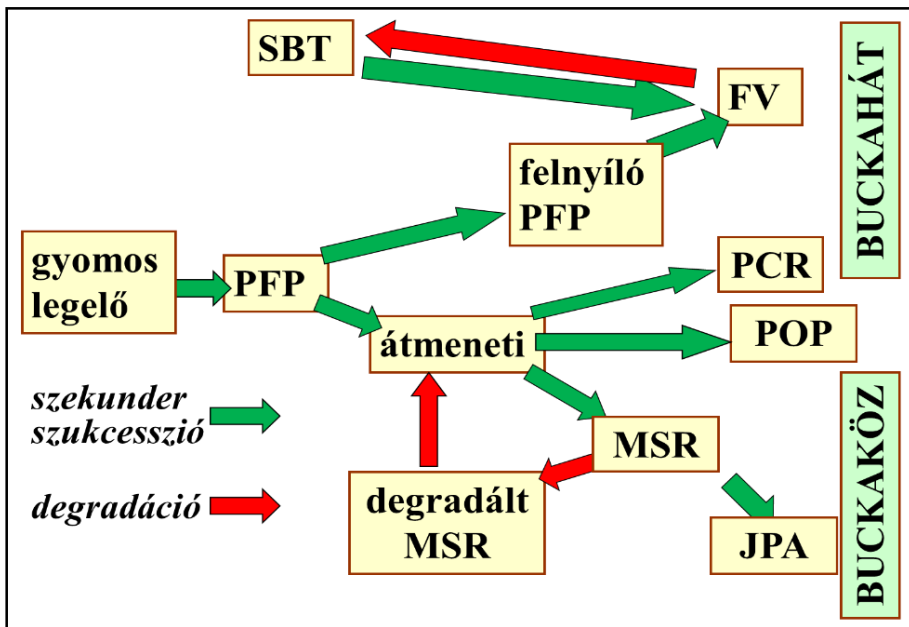 SBT
FV
BUCKAHÁT
felnyíló
PFP
gyomos
legelő
PFP
PCR
átmeneti
POP
szekunder
szukcesszió
MSR
degradáció
degradált
MSR
JPA
BUCKAKÖZ